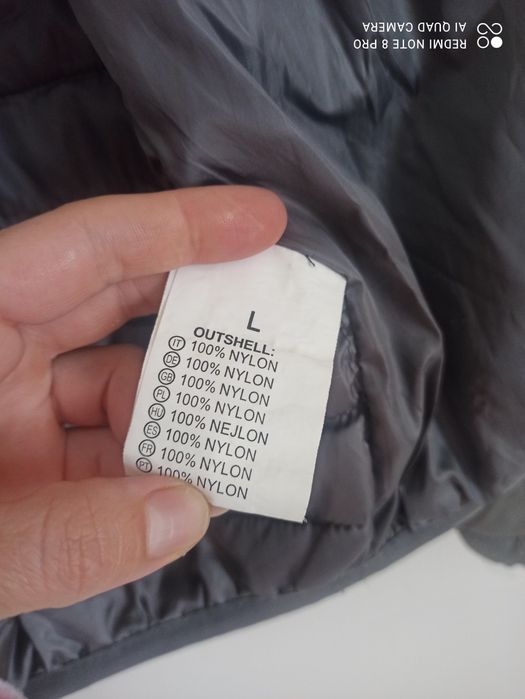 REDMI NOTE 8 PRO
AI QUAD CAMERA
L
OUTSHELL:
IT 100% NYLON
DE 100% NYLON
GB 100% NYLON
PL 100% NYLON
HU 100% NEJLON
ES 100% NYLON
FR 100% NYLON
PT 100% NYLON